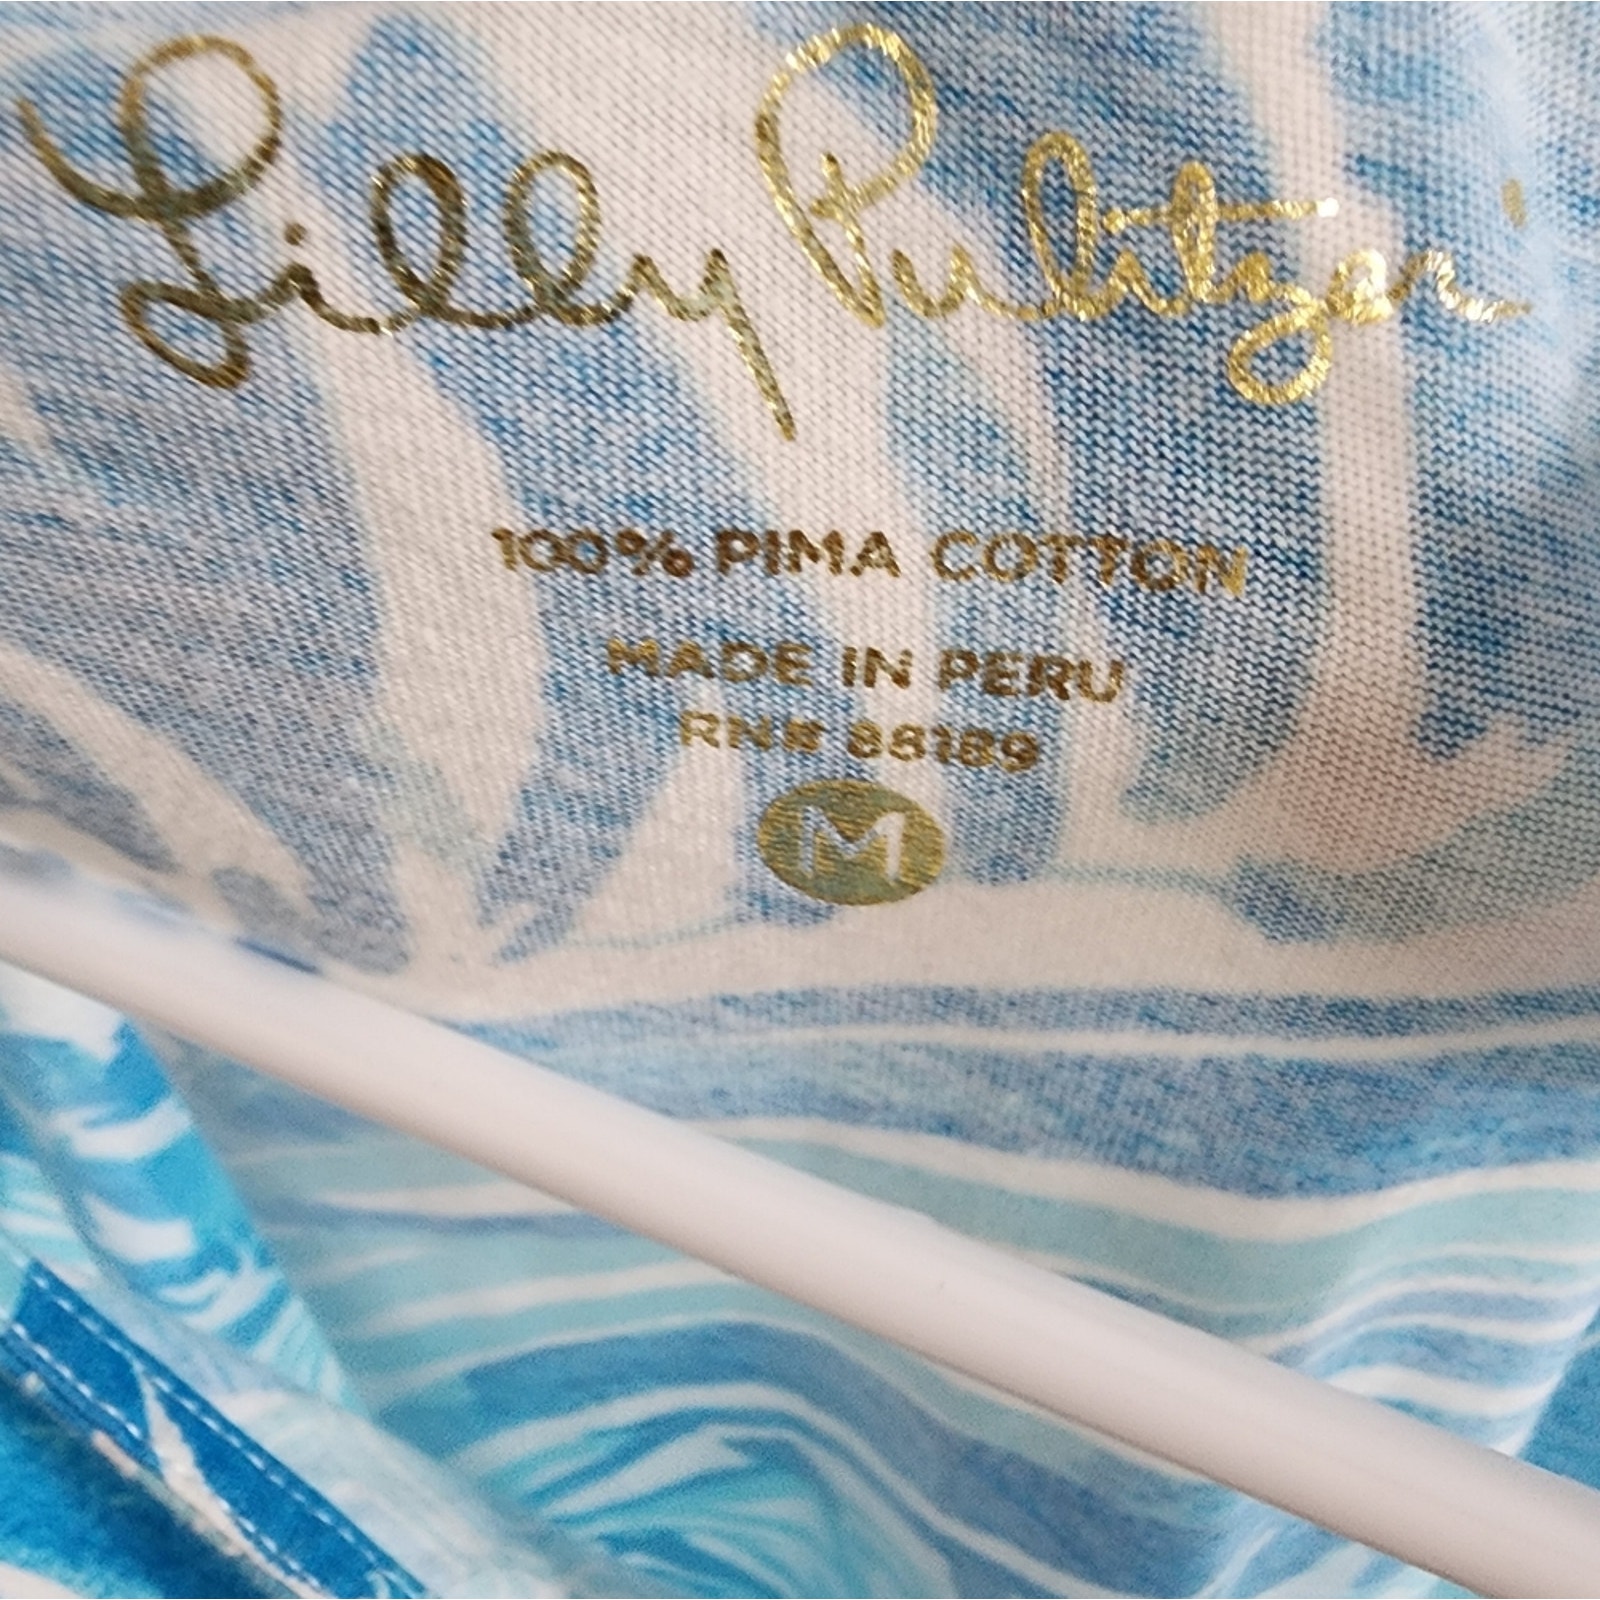 Lilly Pulitzer
100% PIMA COTTON
MADE IN PERU
RN# 88189
M